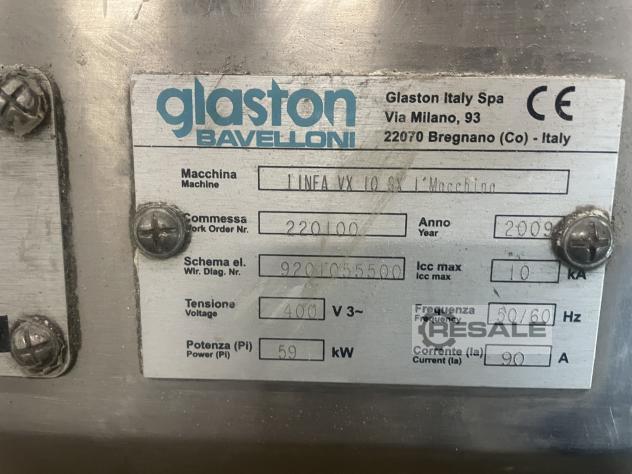 glaston
BAVELLONI
Glaston Italy Spa
Via Milano, 93
22070 Bregnano (Co) - Italy
CE
Macchina
Machine
LINEA VX 10 SX 1°Macchina
Commessa
Work Order Nr.
220100
Anno
Year
2009
Schema el.
Wir. Diag. Nr.
9201055500
Icc max
Icc max
10 kA
Tensione
Voltage
400 V 3~
Frequenza
Frequency
50/60 Hz
RESALE
Potenza (Pi)
Power (Pi)
59 kW
Corrente (Ia)
Current (Ia)
90 A